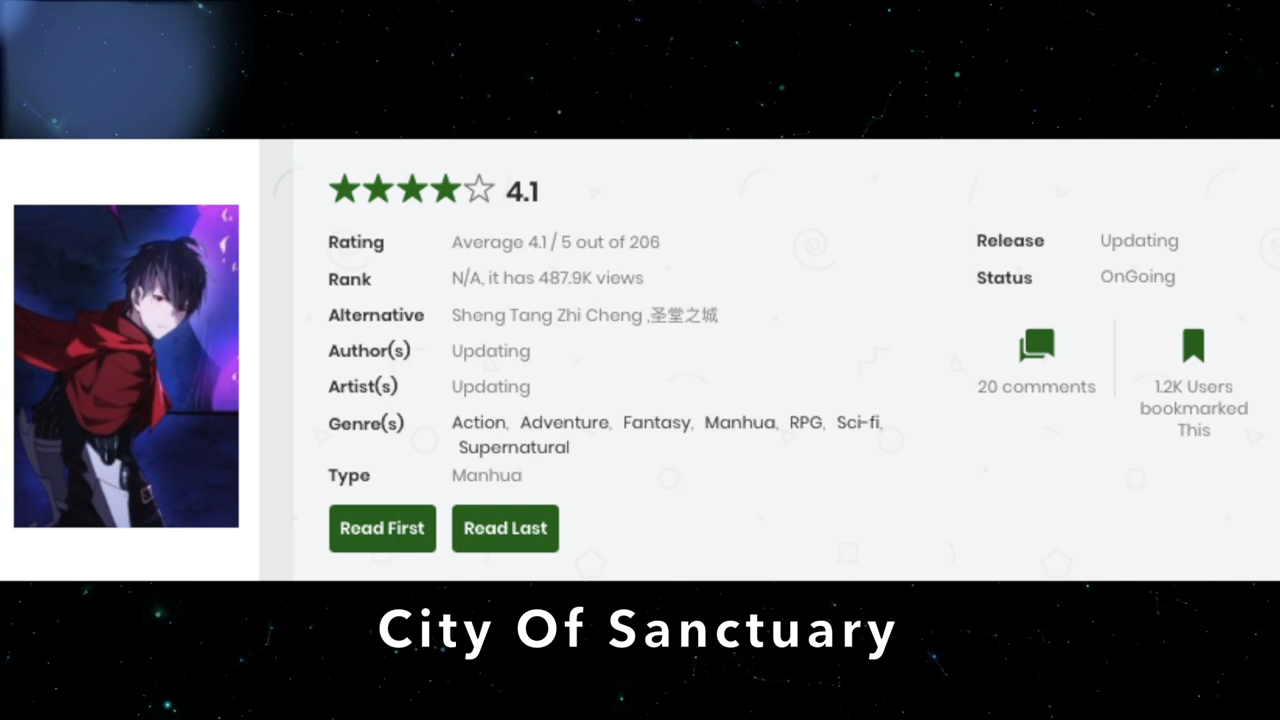 4.1
Rating Average 4.1 / 5 out of 206
Rank N/A, it has 487.9K views
Alternative Sheng Tang Zhi Cheng ,圣堂之城
Author(s) Updating
Artist(s) Updating
Genre(s) Action, Adventure, Fantasy, Manhua, RPG, Sci-fi,
Supernatural
Type Manhua
Read First Read Last
Release Updating
Status OnGoing
20 comments
1.2K Users
bookmarked
This
City Of Sanctuary